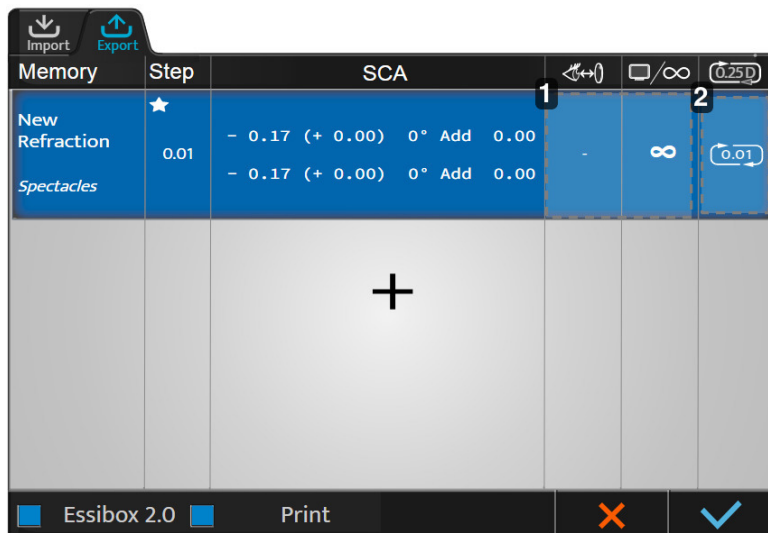 Import Export
Memory Step SCA /∞ 0.25D
1 2
New
Refraction
0.01
Spectacles
- 0.17 (+ 0.00) 0° Add 0.00
- 0.17 (+ 0.00) 0° Add 0.00
- ∞ 0.01
+
Essibox 2.0 Print